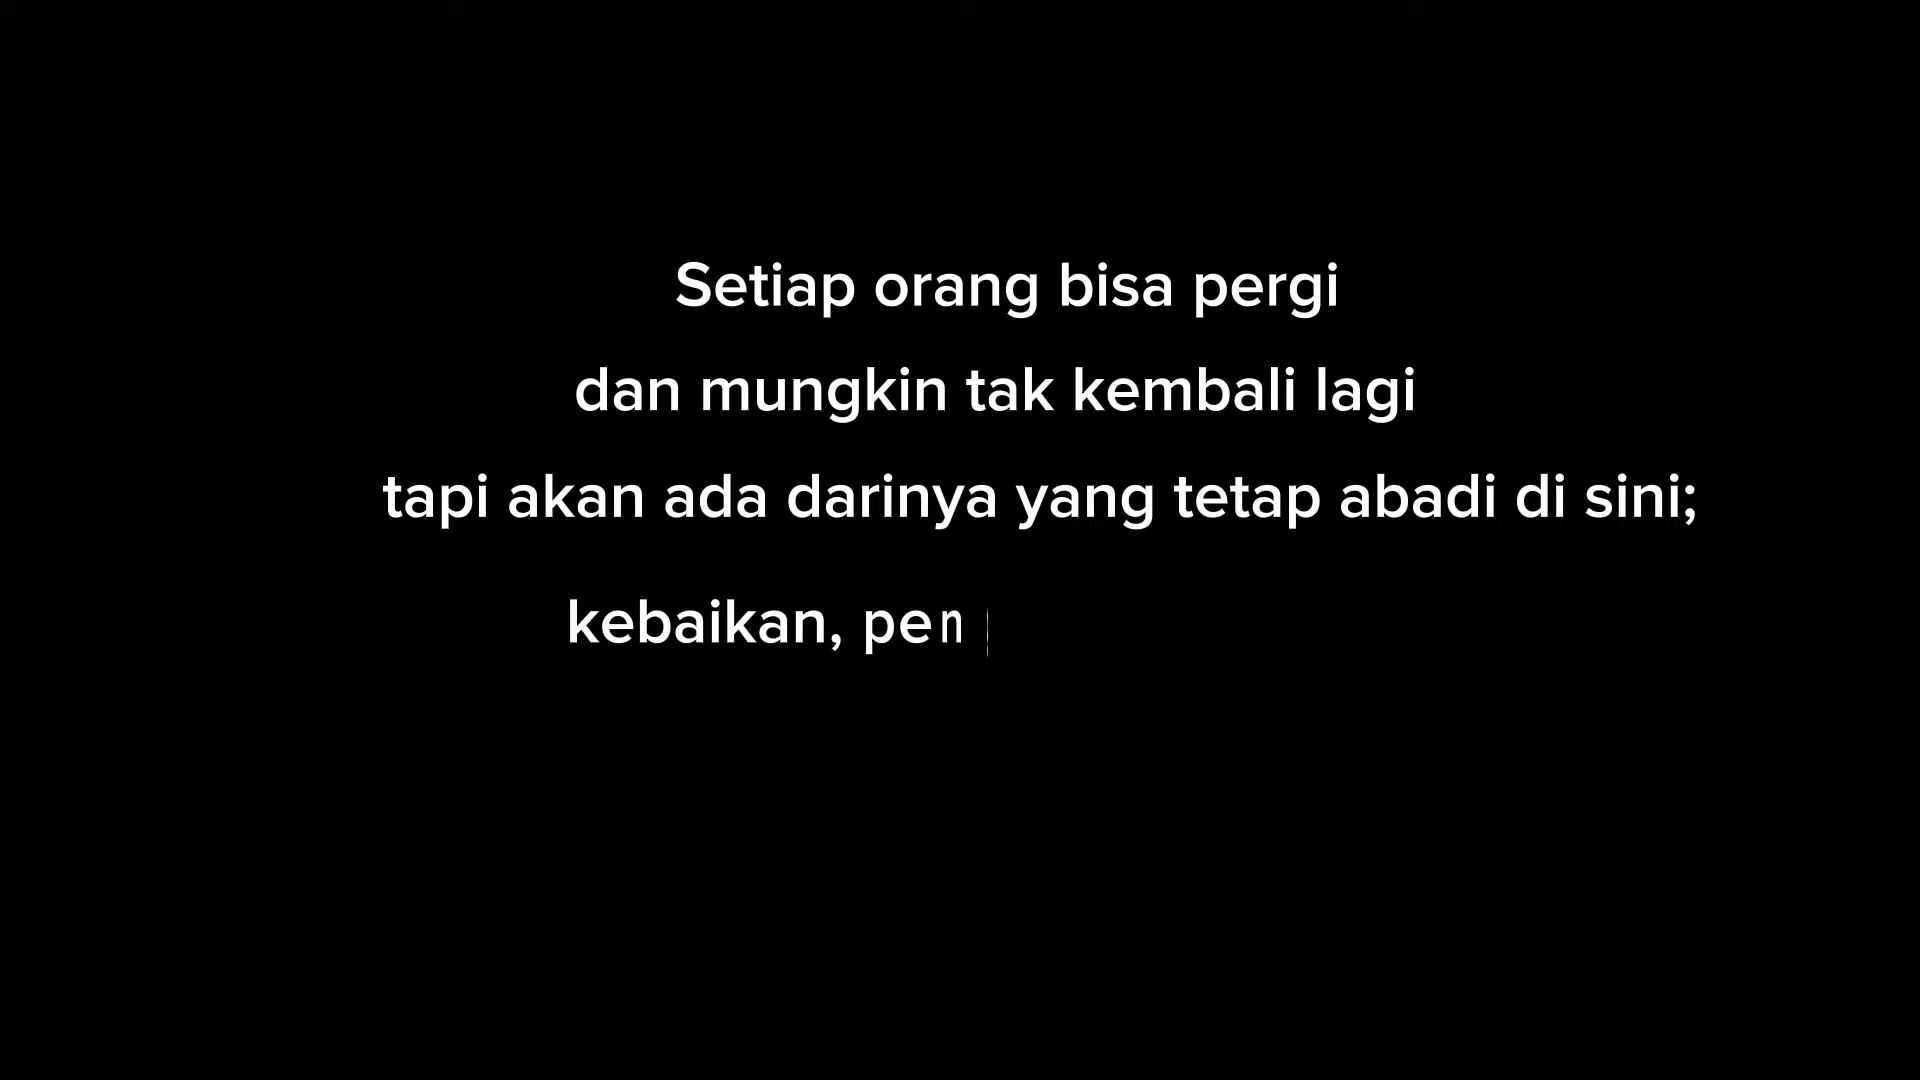 Setiap orang bisa pergi
dan mungkin tak kembali lagi
tapi akan ada darinya yang tetap abadi di sini;
kebaikan, pen